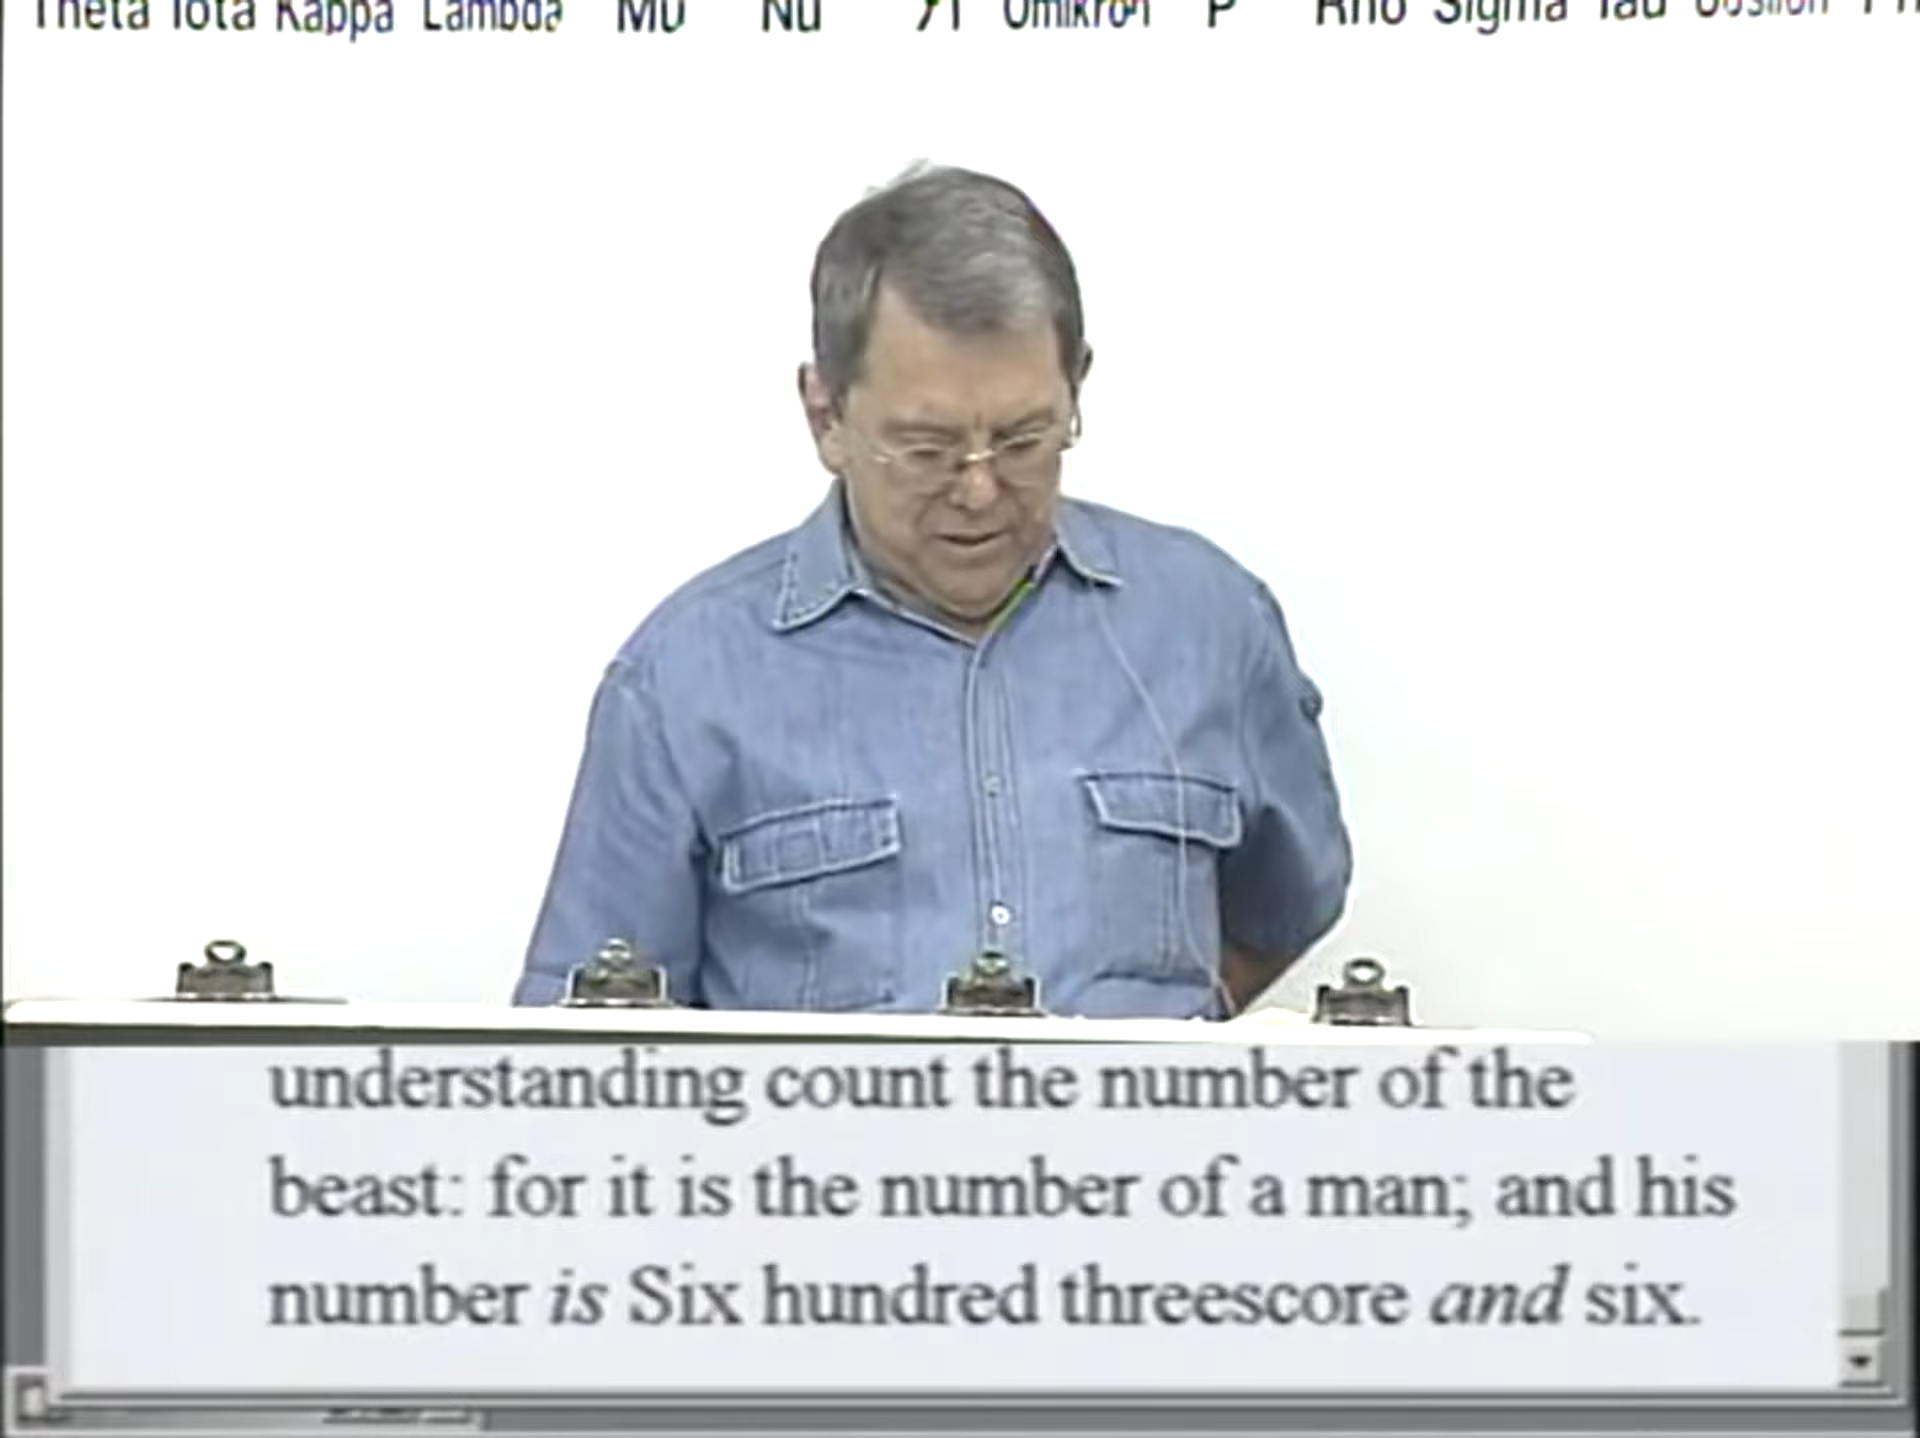 Theta Iota Kappa Lambda Mu Nu Omikron P Rho Sigma Tau
understanding count the number of the
beast: for it is the number of a man; and his
number is Six hundred threescore and six.